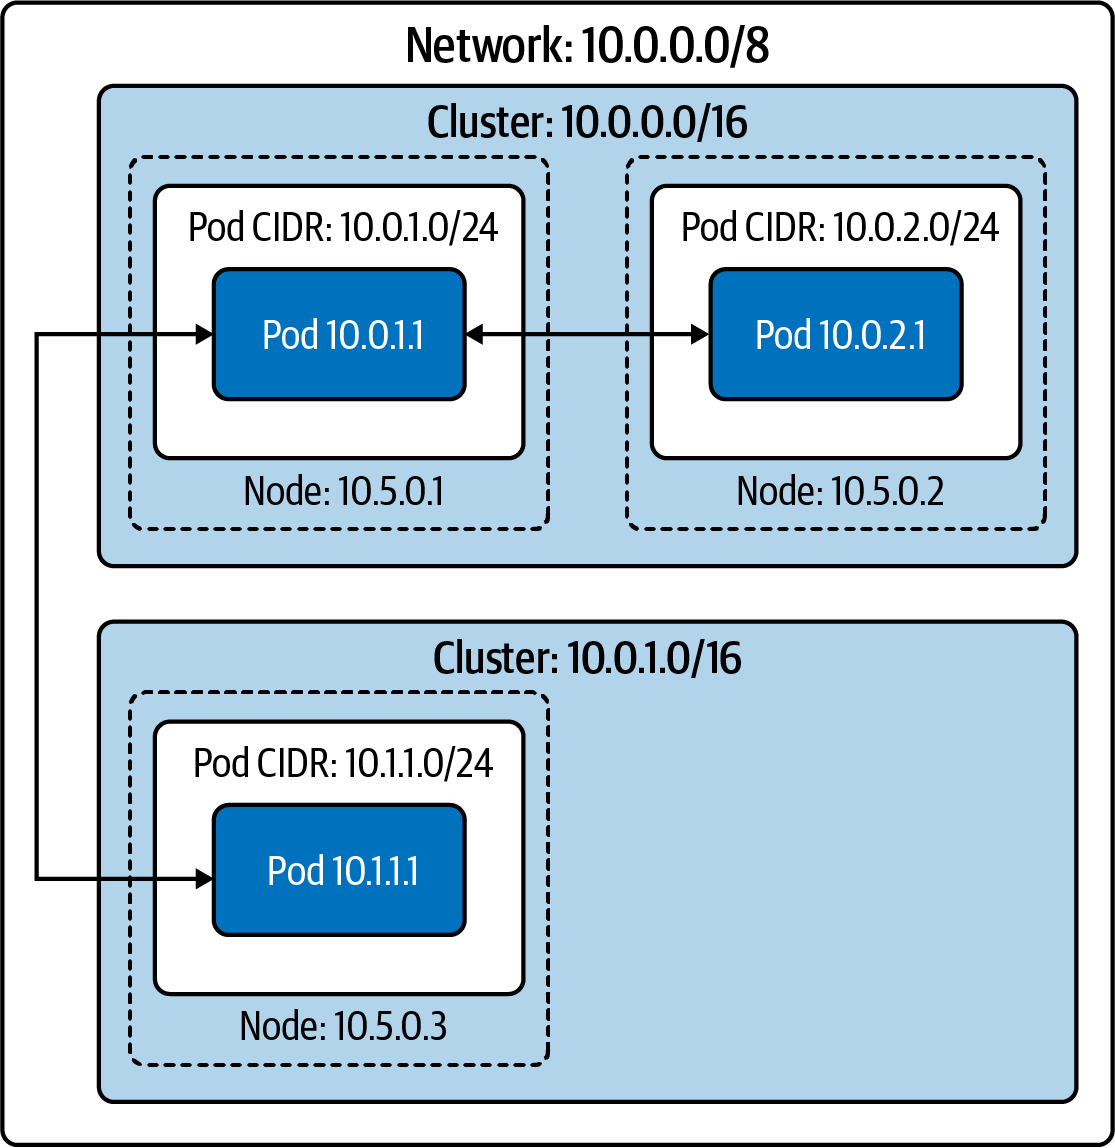 Network: 10.0.0.0/8
Cluster: 10.0.0.0/16
Pod CIDR: 10.0.1.0/24
Pod 10.0.1.1
Node: 10.5.0.1
Pod CIDR: 10.0.2.0/24
Pod 10.0.2.1
Node: 10.5.0.2
Cluster: 10.0.1.0/16
Pod CIDR: 10.1.1.0/24
Pod 10.1.1.1
Node: 10.5.0.3